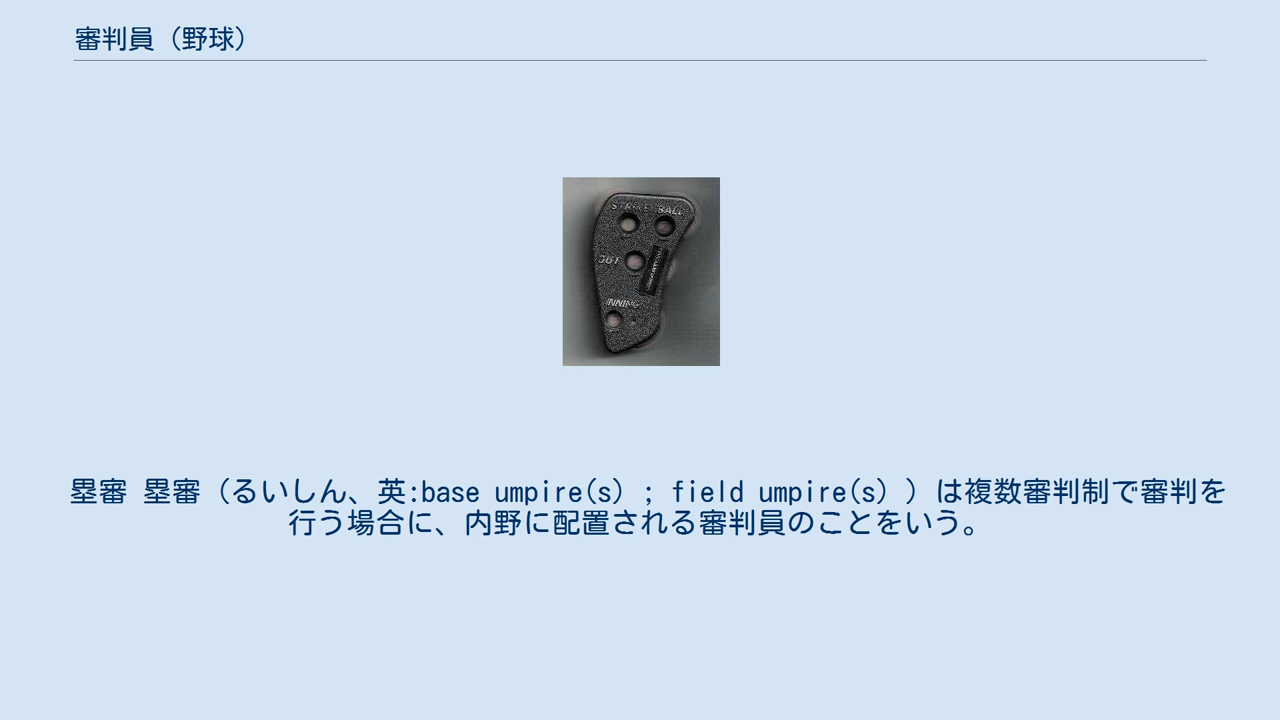 審判員（野球）
STRIKE BALL
OUT
INNING
塁審 塁審（るいしん、英:base umpire(s) ; field umpire(s) ）は複数審判制で審判を
行う場合に、内野に配置される審判員のことをいう。